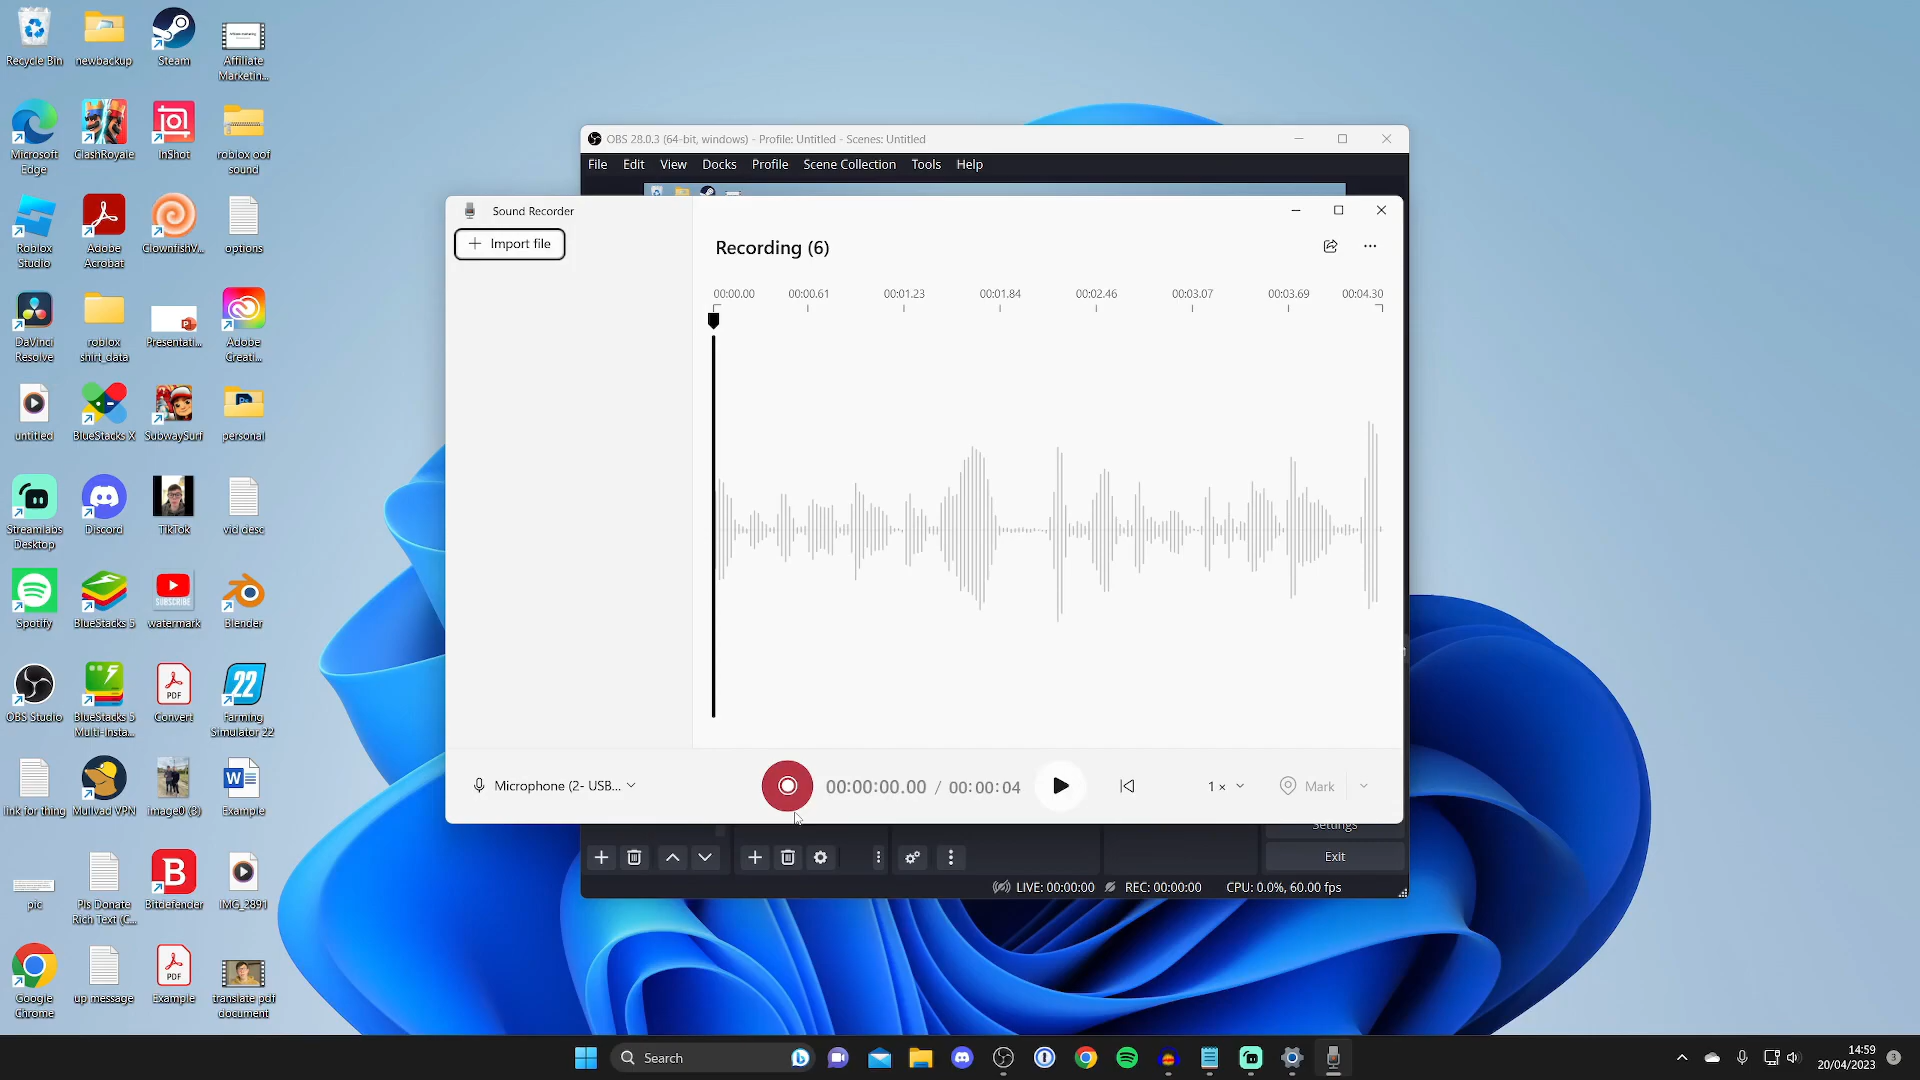 Recycle Bin
newbackup
Steam
Affiliate
Marketin...
Microsoft
Edge
ClashRoyale
InShot
roblox oof
sound
Roblox
Studio
Adobe
Acrobat
ClownfishV...
options
DaVinci
Resolve
roblox
shirt_data
Presentati...
Adobe
Creati...
untitled
BlueStacks X
SubwaySurf
personal
Streamlabs
Desktop
Discord
TikTok
vid desc
Spotify
BlueStacks 5
SUBSCRIBE
watermark
Blender
OBS Studio
BlueStacks 5
Multi-Insta...
PDF
Convert
22
Farming
Simulator 22
link for thing
Mullvad VPN
image0 (3)
Example
pic
Pls Donate
Rich Text (C...
B
Bitdefender
IMG_2891
Google
Chrome
up message
PDF
Example
translate pdf
document
OBS 28.0.3 (64-bit, windows) - Profile: Untitled - Scenes: Untitled
File Edit View Docks Profile Scene Collection Tools Help
Sound Recorder
Import file
Recording (6)
00:00.00 00:00.61 00:01.23 00:01.84 00:02.46 00:03.07 00:03.69 00:04.30
Microphone (2- USB...
00:00:00.00 / 00:00:04
1 ×
Mark
Settings
Exit
LIVE: 00:00:00 REC: 00:00:00 CPU: 0.0%, 60.00 fps
Search
14:59
20/04/2023
3